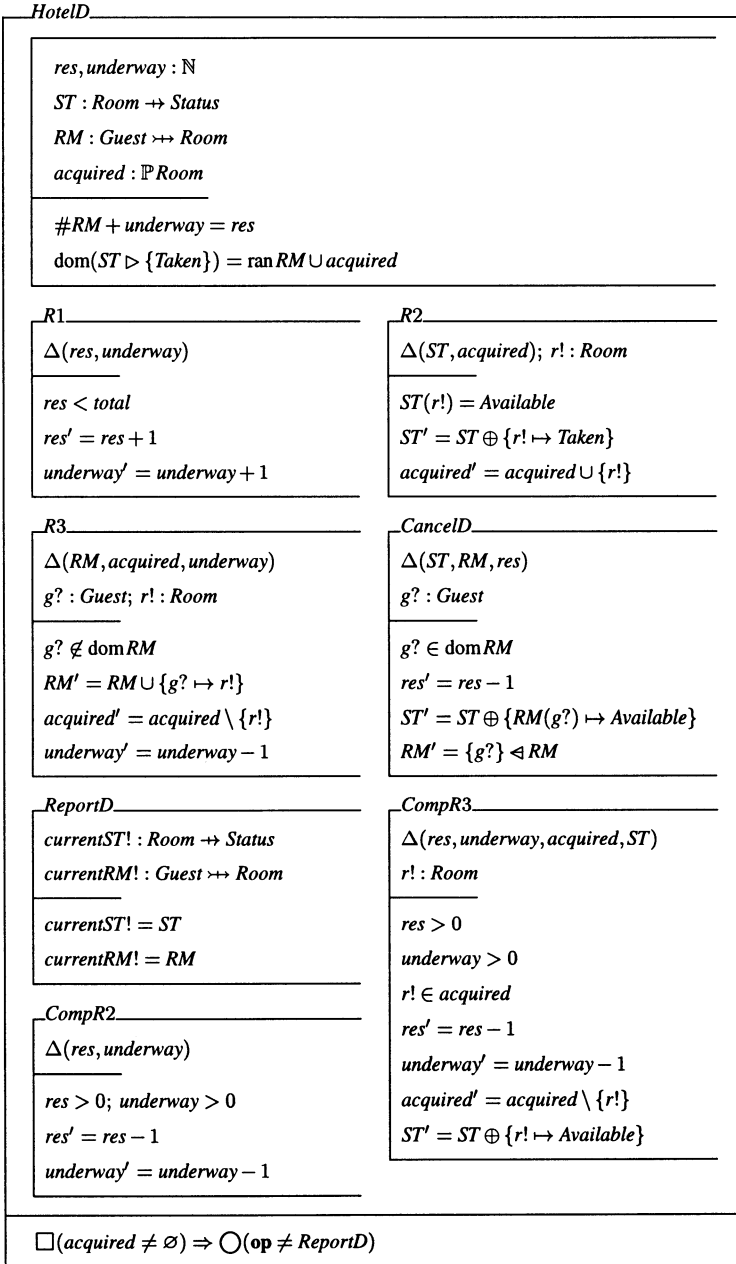 HotelD
res, underway : ℕ
ST : Room ⇸ Status
RM : Guest ⤔ Room
acquired : ℙ Room
#RM + underway = res
dom(ST ▷ {Taken}) = ran RM ∪ acquired
R1
Δ(res, underway)
res < total
res′ = res + 1
underway′ = underway + 1
R2
Δ(ST, acquired); r! : Room
ST(r!) = Available
ST′ = ST ⊕ {r! ↦ Taken}
acquired′ = acquired ∪ {r!}
R3
Δ(RM, acquired, underway)
g? : Guest; r! : Room
g? ∉ dom RM
RM′ = RM ∪ {g? ↦ r!}
acquired′ = acquired \ {r!}
underway′ = underway − 1
CancelD
Δ(ST, RM, res)
g? : Guest
g? ∈ dom RM
res′ = res − 1
ST′ = ST ⊕ {RM(g?) ↦ Available}
RM′ = {g?} ⩤ RM
ReportD
currentST! : Room ⇸ Status
currentRM! : Guest ⤔ Room
currentST! = ST
currentRM! = RM
CompR2
Δ(res, underway)
res > 0; underway > 0
res′ = res − 1
underway′ = underway − 1
CompR3
Δ(res, underway, acquired, ST)
r! : Room
res > 0
underway > 0
r! ∈ acquired
res′ = res − 1
underway′ = underway − 1
acquired′ = acquired \ {r!}
ST′ = ST ⊕ {r! ↦ Available}
□(acquired ≠ ∅) ⇒ ○(op ≠ ReportD)